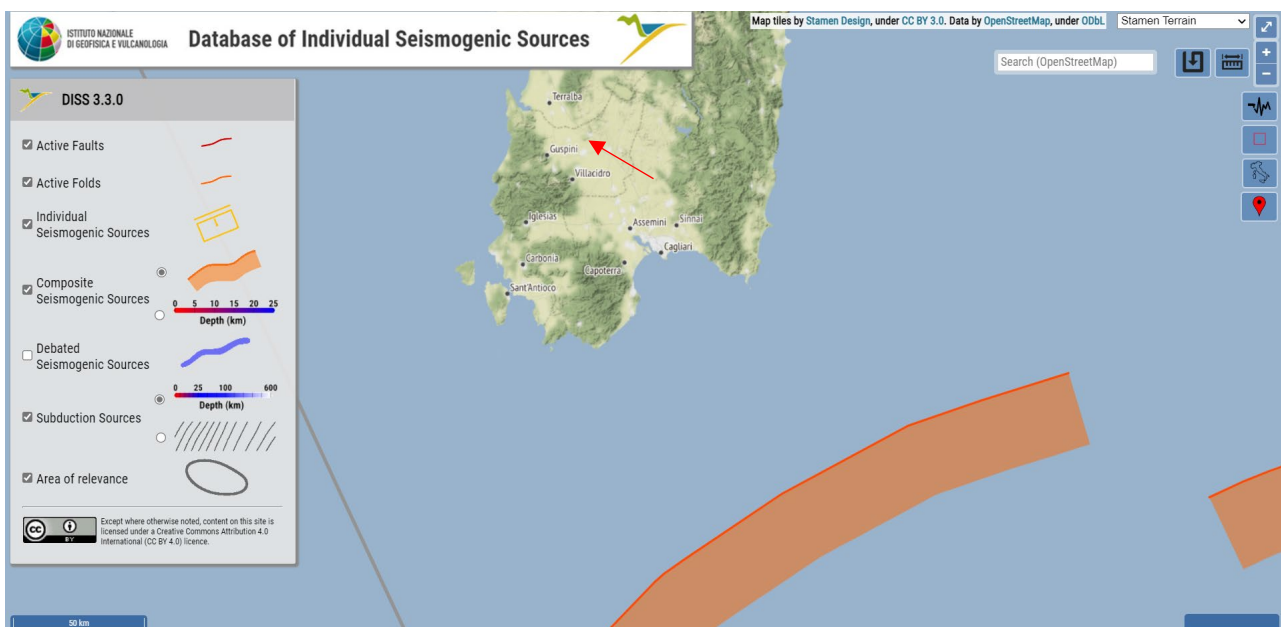 ISTITUTO NAZIONALE
DI GEOFISICA E VULCANOLOGIA
Database of Individual Seismogenic Sources
Map tiles by Stamen Design, under CC BY 3.0. Data by OpenStreetMap, under ODbL
Stamen Terrain
Search (OpenStreetMap)
+
−
DISS 3.3.0
Active Faults
Active Folds
Individual
Seismogenic Sources
Composite
Seismogenic Sources
0 5 10 15 20 25
Depth (km)
Debated
Seismogenic Sources
0 25 100 600
Depth (km)
Subduction Sources
Area of relevance
cc
BY
Except where otherwise noted, content on this site is
licensed under a Creative Commons Attribution 4.0
International (CC BY 4.0) licence.
50 km
Terralba
Guspini
Villacidro
Iglesias
Assemini
Sinnai
Cagliari
Carbonia
Capoterra
Sant'Antioco